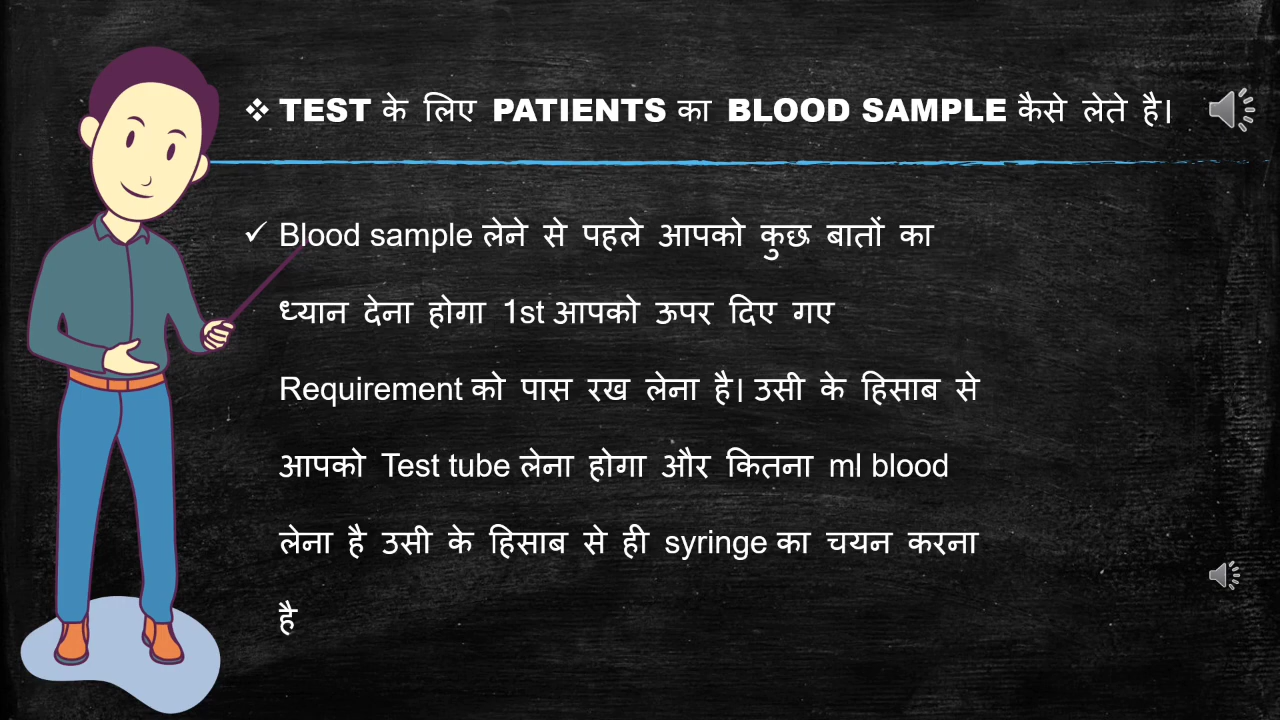 ❖ TEST के लिए PATIENTS का BLOOD SAMPLE कैसे लेते है।
✓ Blood sample लेने से पहले आपको कुछ बातों का
ध्यान देना होगा 1st आपको ऊपर दिए गए
Requirement को पास रख लेना है। उसी के हिसाब से
आपको Test tube लेना होगा और कितना ml blood
लेना है उसी के हिसाब से ही syringe का चयन करना
है